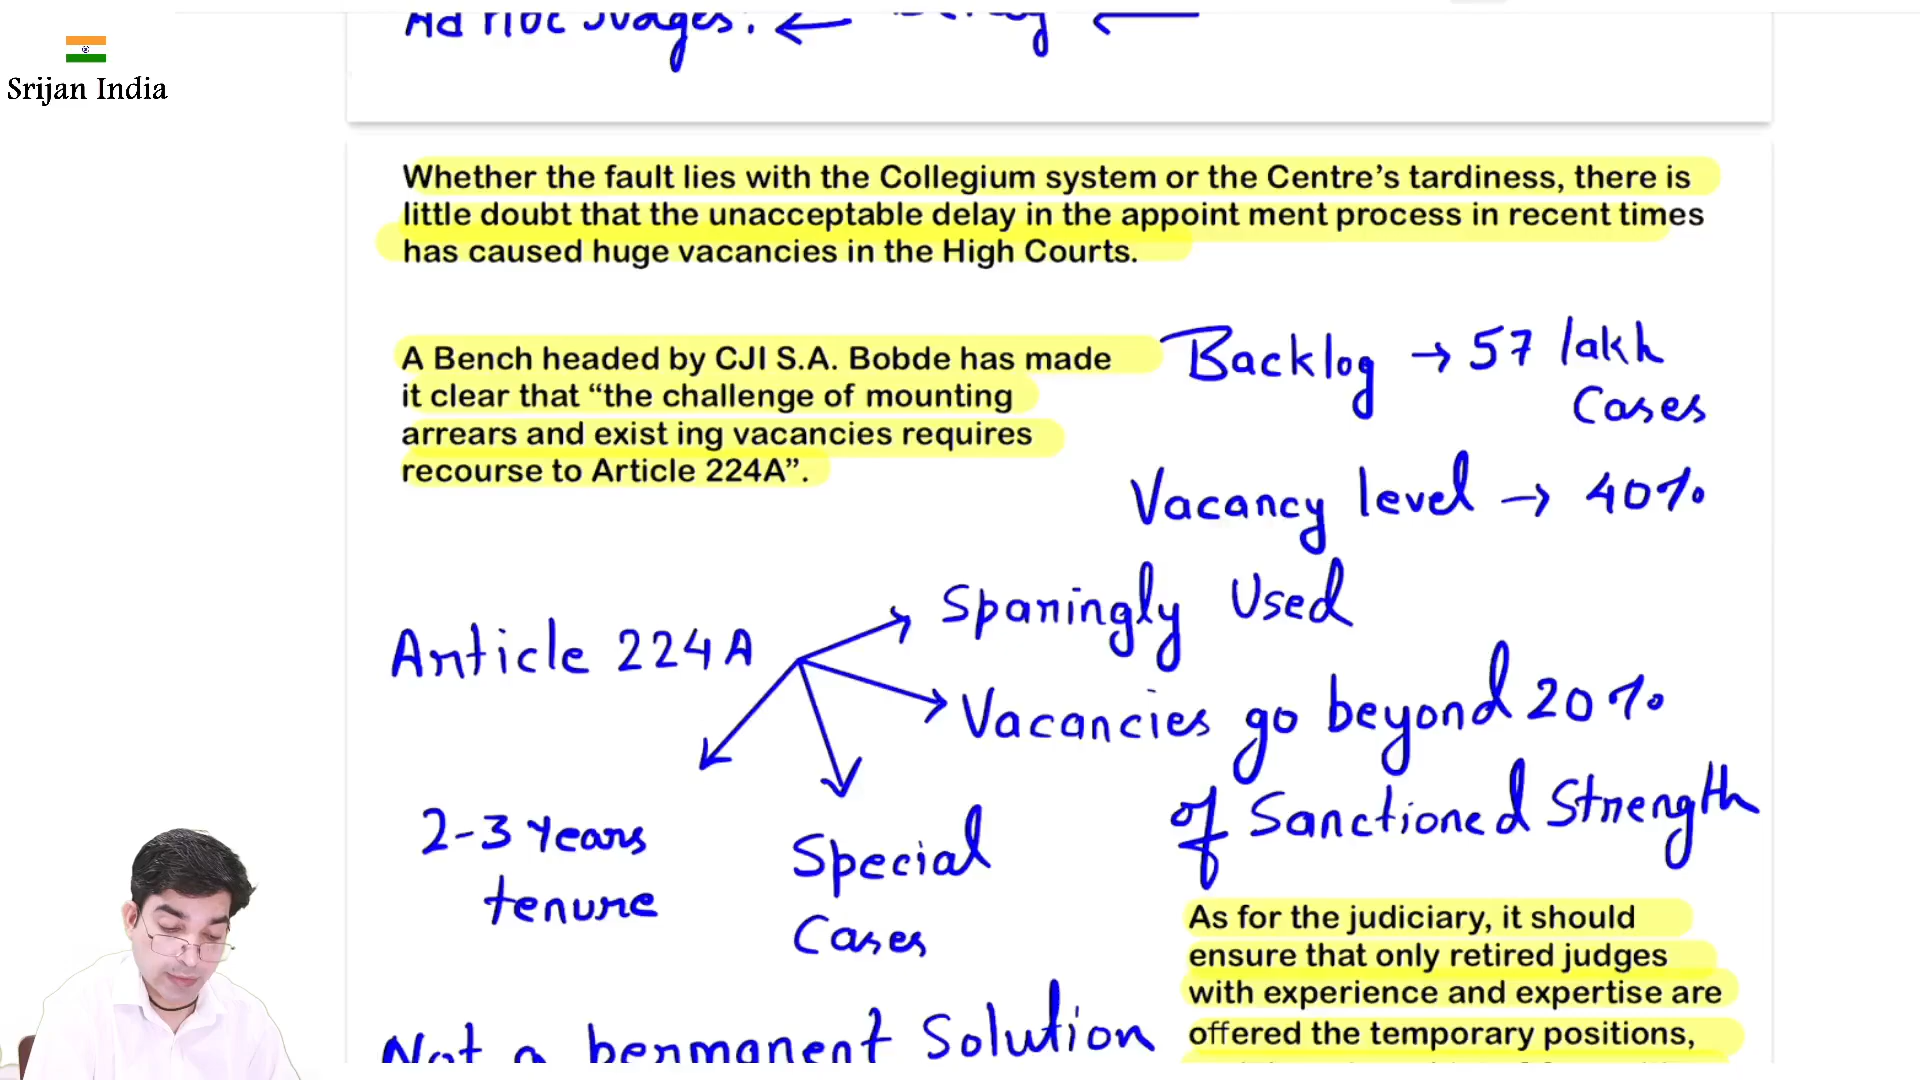 Ad Hoc Judges.
Srijan India
Whether the fault lies with the Collegium system or the Centre's tardiness, there is
little doubt that the unacceptable delay in the appoint ment process in recent times
has caused huge vacancies in the High Courts.
A Bench headed by CJI S.A. Bobde has made
it clear that “the challenge of mounting
arrears and exist ing vacancies requires
recourse to Article 224A”.
Backlog → 57 lakh
Cases
Vacancy level → 40%
Article 224A
Sparingly Used
Vacancies go beyond 20%
of Sanctioned Strength
2-3 Years
tenure
Special
Cases
As for the judiciary, it should
ensure that only retired judges
with experience and expertise are
offered the temporary positions,
Not a permanent Solution